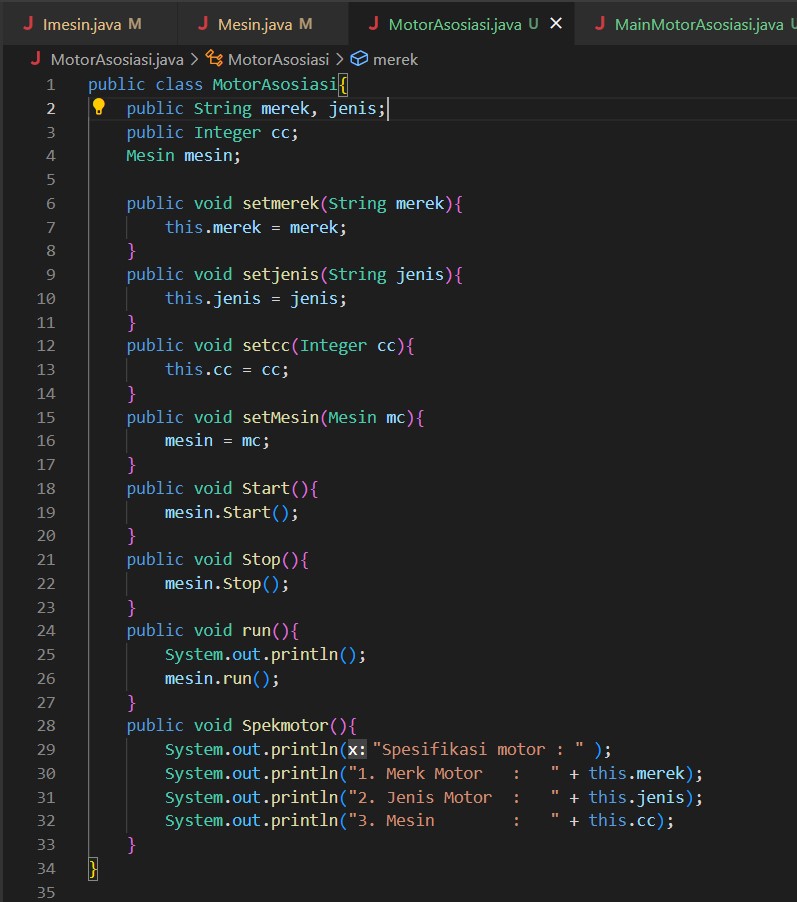 J Imesin.java M J Mesin.java M J MotorAsosiasi.java U J MainMotorAsosiasi.java U
J MotorAsosiasi.java > MotorAsosiasi > merek
1 public class MotorAsosiasi{
2 public String merek, jenis;
3 public Integer cc;
4 Mesin mesin;
5
6 public void setmerek(String merek){
7 this.merek = merek;
8 }
9 public void setjenis(String jenis){
10 this.jenis = jenis;
11 }
12 public void setcc(Integer cc){
13 this.cc = cc;
14 }
15 public void setMesin(Mesin mc){
16 mesin = mc;
17 }
18 public void Start(){
19 mesin.Start();
20 }
21 public void Stop(){
22 mesin.Stop();
23 }
24 public void run(){
25 System.out.println();
26 mesin.run();
27 }
28 public void Spekmotor(){
29 System.out.println(x: "Spesifikasi motor : " );
30 System.out.println("1. Merk Motor   :   " + this.merek);
31 System.out.println("2. Jenis Motor  :   " + this.jenis);
32 System.out.println("3. Mesin        :   " + this.cc);
33 }
34 }
35